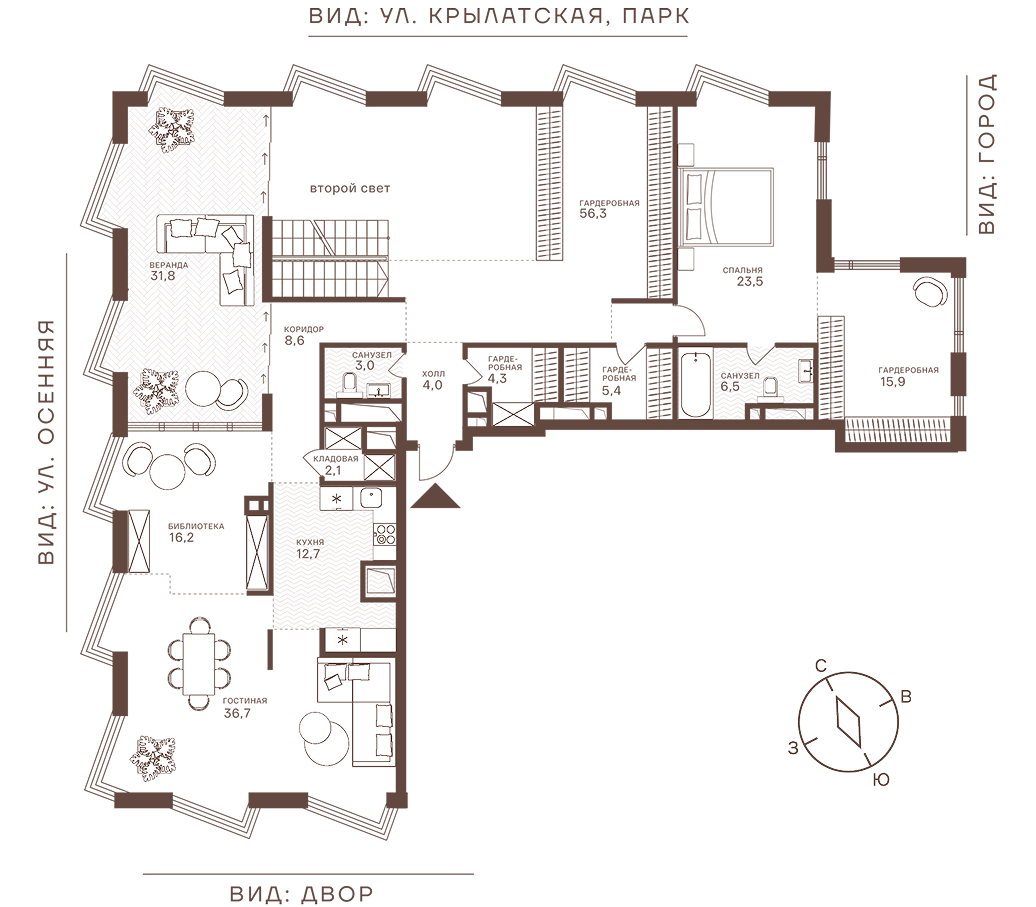 ВИД: УЛ. КРЫЛАТСКАЯ, ПАРК
ВИД: ГОРОД
ВИД: УЛ. ОСЕННЯЯ
второй свет
ГАРДЕРОБНАЯ
56,3
ВЕРАНДА
31,8
СПАЛЬНЯ
23,5
КОРИДОР
8,6
САНУЗЕЛ
3,0
ХОЛЛ
4,0
ГАРДЕ-
РОБНАЯ
4,3
ГАРДЕ-
РОБНАЯ
5,4
САНУЗЕЛ
6,5
ГАРДЕРОБНАЯ
15,9
КЛАДОВАЯ
2,1
БИБЛИОТЕКА
16,2
КУХНЯ
12,7
ГОСТИНАЯ
36,7
С
В
З
Ю
ВИД: ДВОР